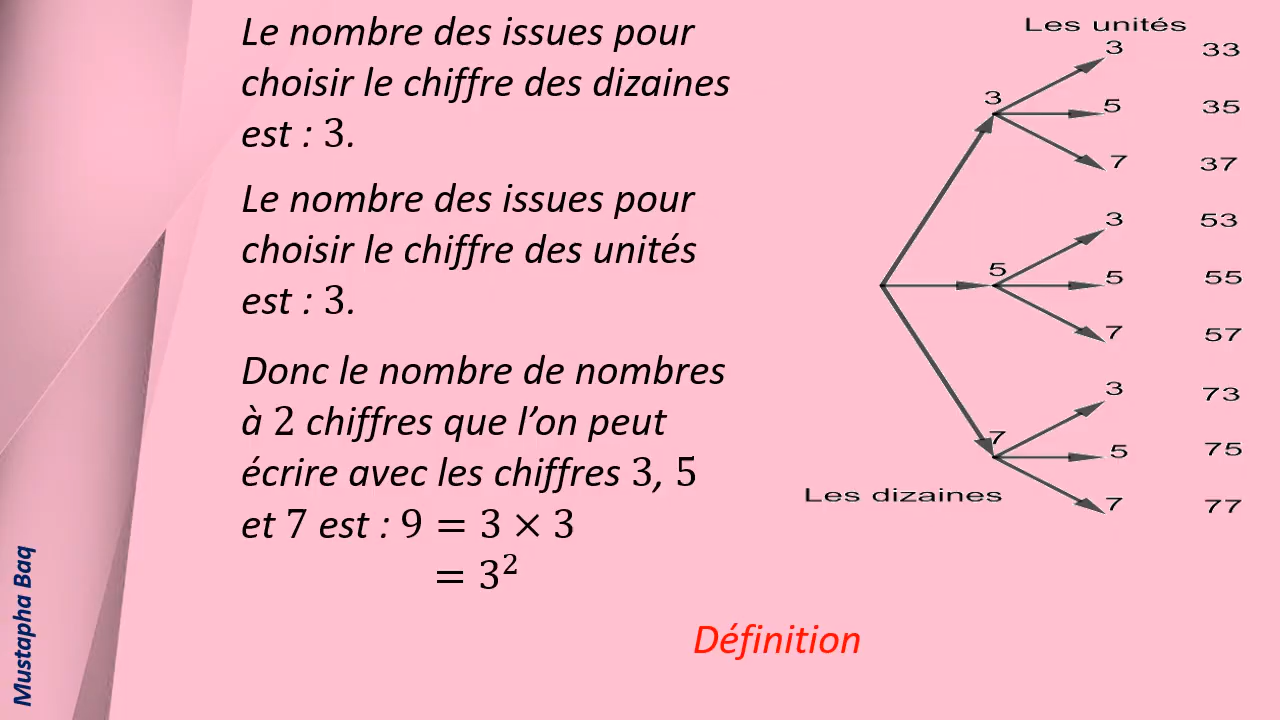 Le nombre des issues pour
choisir le chiffre des dizaines
est : 3.
Le nombre des issues pour
choisir le chiffre des unités
est : 3.
Donc le nombre de nombres
à 2 chiffres que l’on peut
écrire avec les chiffres 3, 5
et 7 est : 9 = 3 × 3
= 3²
Définition
Les unités
3
3 33
5 35
7 37
5
3 53
5 55
7 57
7
3 73
5 75
7 77
Les dizaines
Mustapha Baq